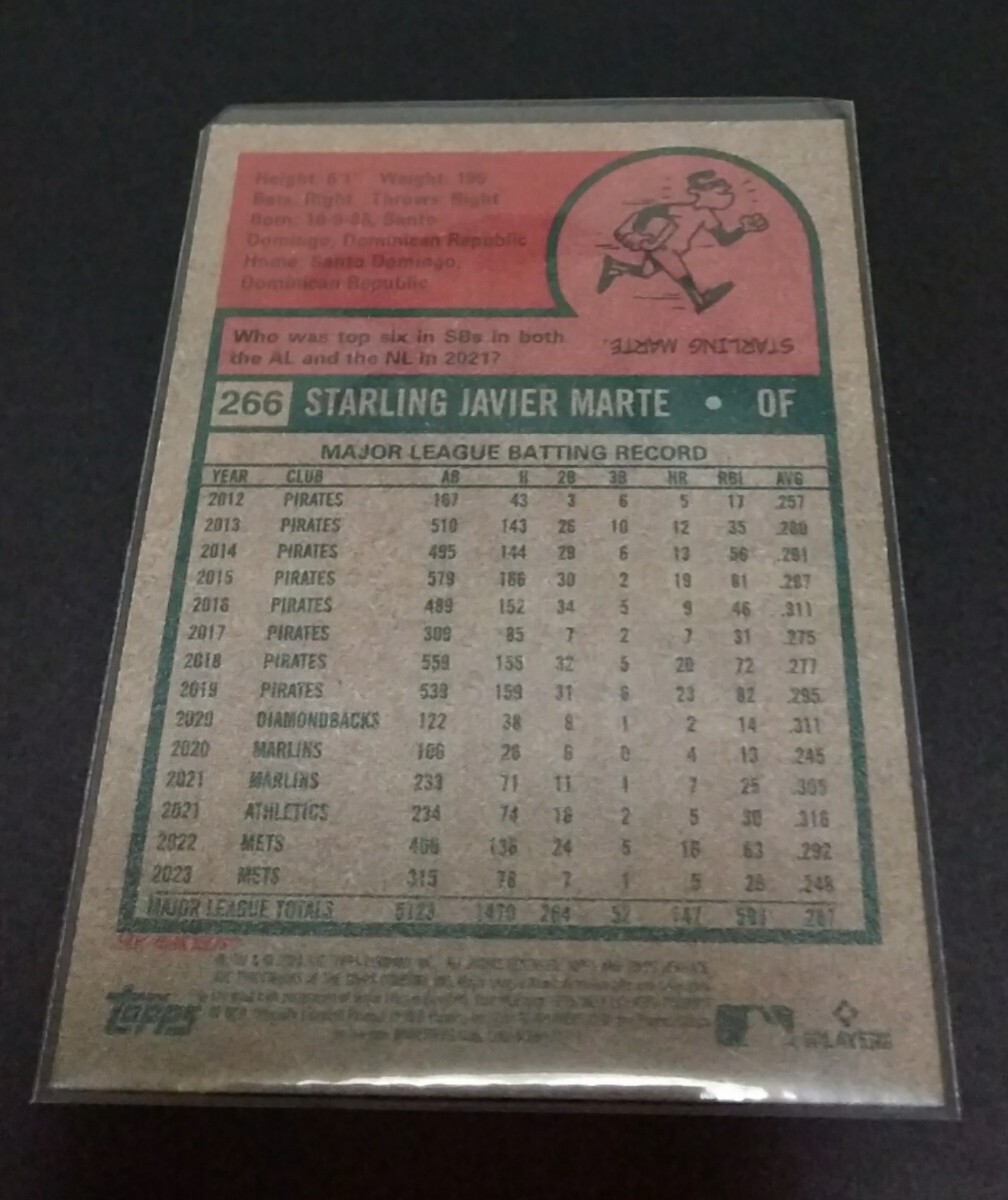 Height: 6'1" Weight: 195
Bats: Right Throws: Right
Born: 10-9-88, Santo
Domingo, Dominican Republic
Home: Santo Domingo,
Dominican Republic
Who was top six in SBs in both
the AL and the NL in 2021?
STARLING MARTE.
266 STARLING JAVIER MARTE • OF
MAJOR LEAGUE BATTING RECORD
YEAR CLUB AB H 2B 3B HR RBI AVG
2012 PIRATES 167 43 3 6 5 17 .257
2013 PIRATES 510 143 26 10 12 35 .280
2014 PIRATES 495 144 29 6 13 56 .291
2015 PIRATES 579 166 30 2 19 81 .287
2016 PIRATES 489 152 34 5 9 46 .311
2017 PIRATES 309 85 7 2 7 31 .275
2018 PIRATES 559 155 32 5 20 72 .277
2019 PIRATES 539 159 31 6 23 82 .295
2020 DIAMONDBACKS 122 38 8 1 2 14 .311
2020 MARLINS 106 26 6 0 4 13 .245
2021 MARLINS 233 71 11 1 7 25 .305
2021 ATHLETICS 234 74 16 2 5 30 .316
2022 METS 466 136 24 5 16 63 .292
2023 METS 315 78 7 1 5 28 .248
MAJOR LEAGUE TOTALS 5123 1470 264 52 147 593 .287
topps
PLAYERS